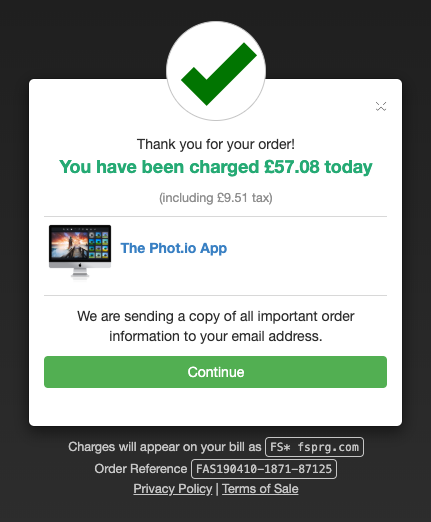 Thank you for your order!
You have been charged £57.08 today
(including £9.51 tax)
The Phot.io App
We are sending a copy of all important order
information to your email address.
Continue
Charges will appear on your bill as FS* fsprg.com
Order Reference FAS190410-1871-87125
Privacy Policy | Terms of Sale